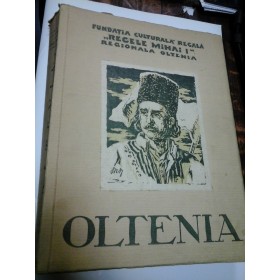 FUNDAȚIA CULTURALĂ REGALĂ
„REGELE MIHAI I"
REGIONALA OLTENIA
OLTENIA